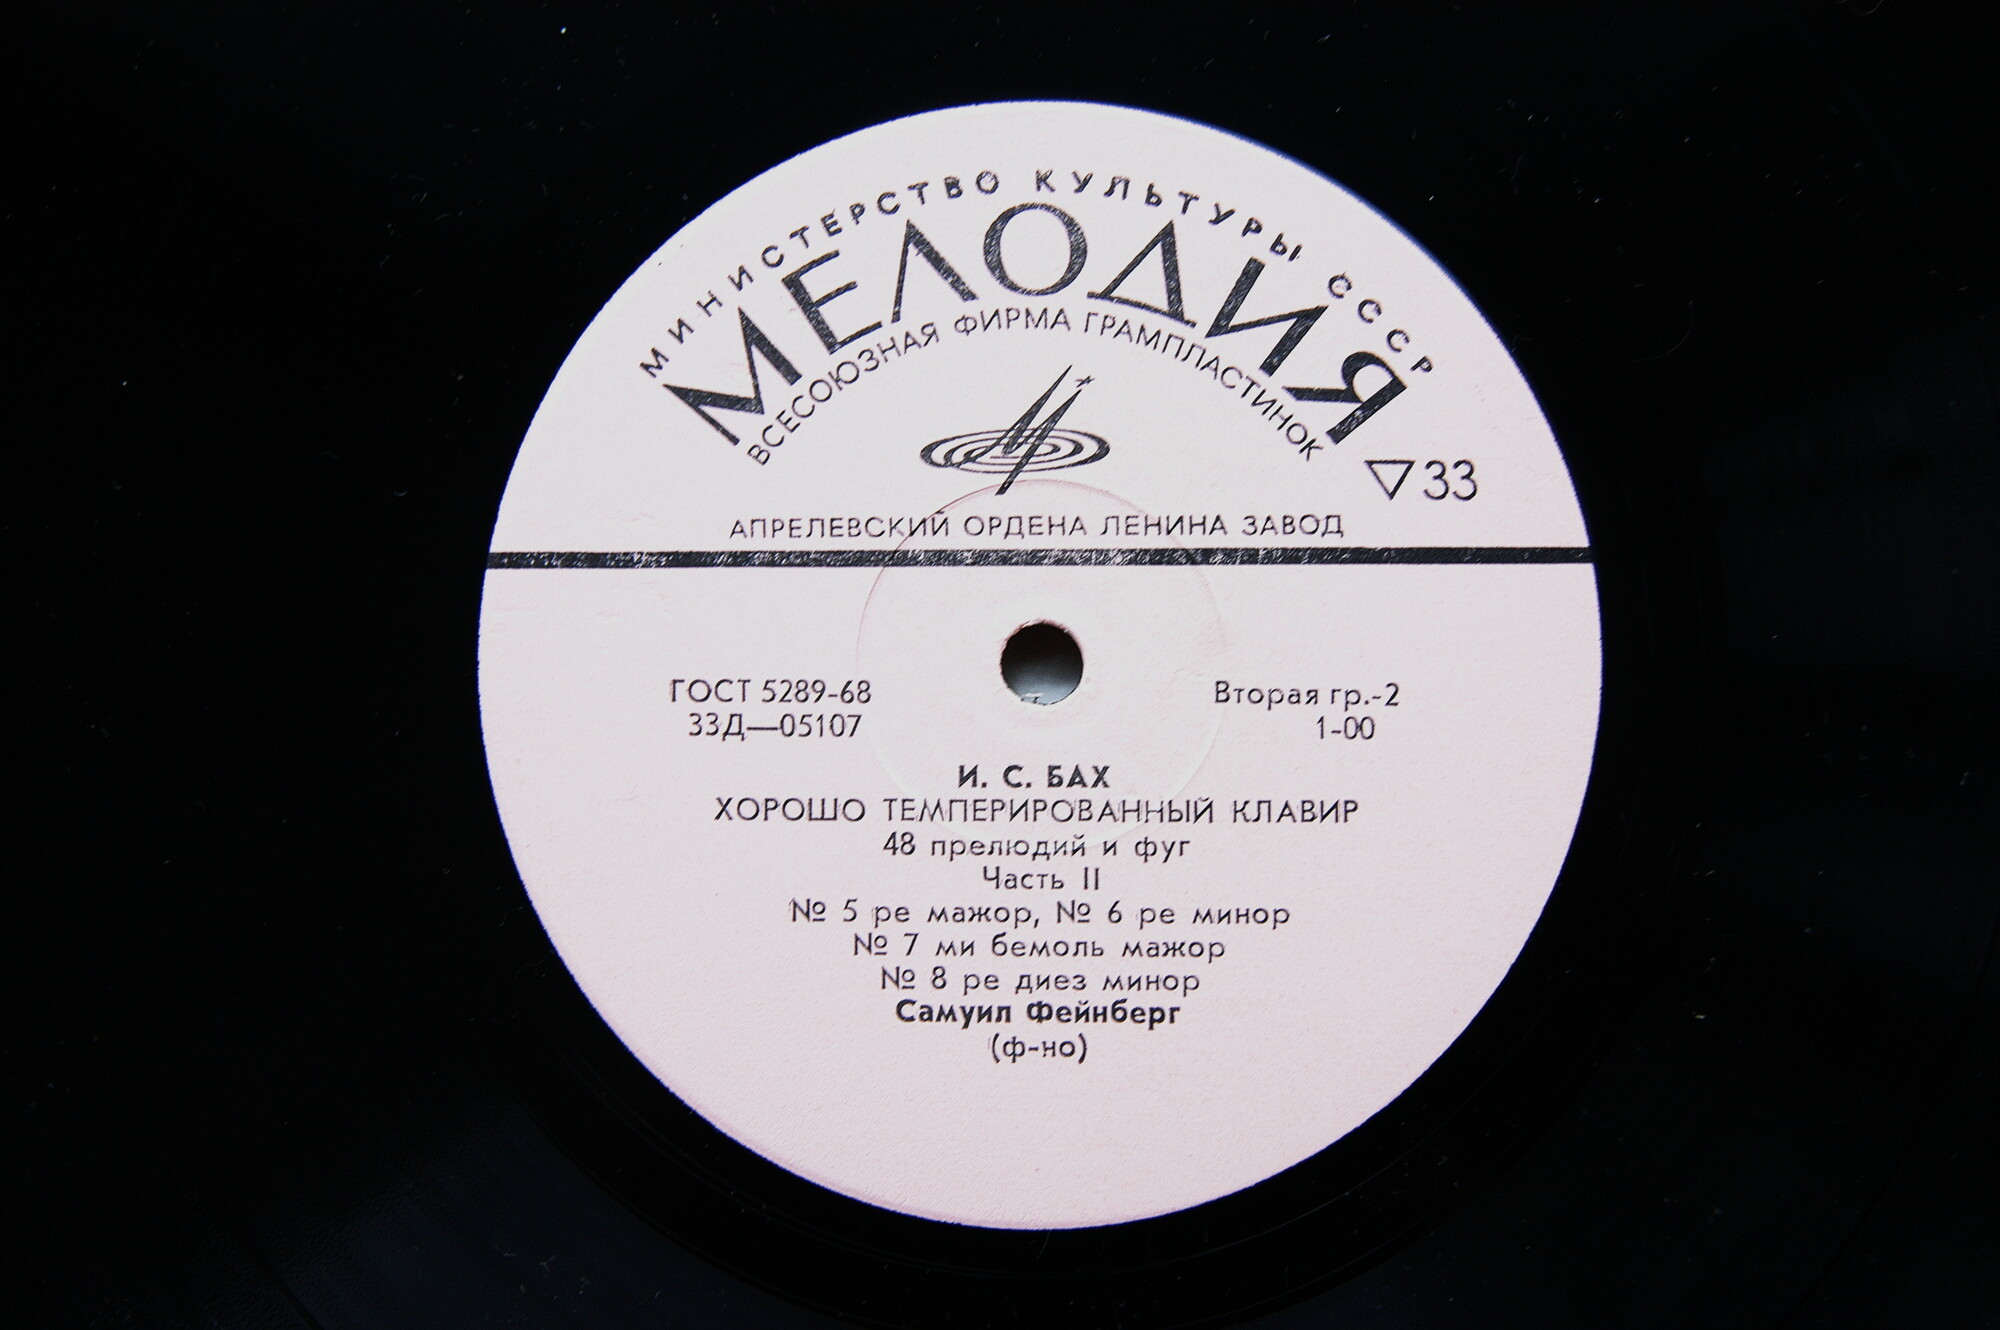 МИНИСТЕРСТВО КУЛЬТУРЫ СССР
МЕЛОДИЯ
ВСЕСОЮЗНАЯ ФИРМА ГРАМПЛАСТИНОК
▽33
АПРЕЛЕВСКИЙ ОРДЕНА ЛЕНИНА ЗАВОД
ГОСТ 5289-68 Вторая гр.-2
33Д—05107 1-00
И. С. БАХ
ХОРОШО ТЕМПЕРИРОВАННЫЙ КЛАВИР
48 прелюдий и фуг
Часть II
№ 5 ре мажор, № 6 ре минор
№ 7 ми бемоль мажор
№ 8 ре диез минор
Самуил Фейнберг
(ф-но)